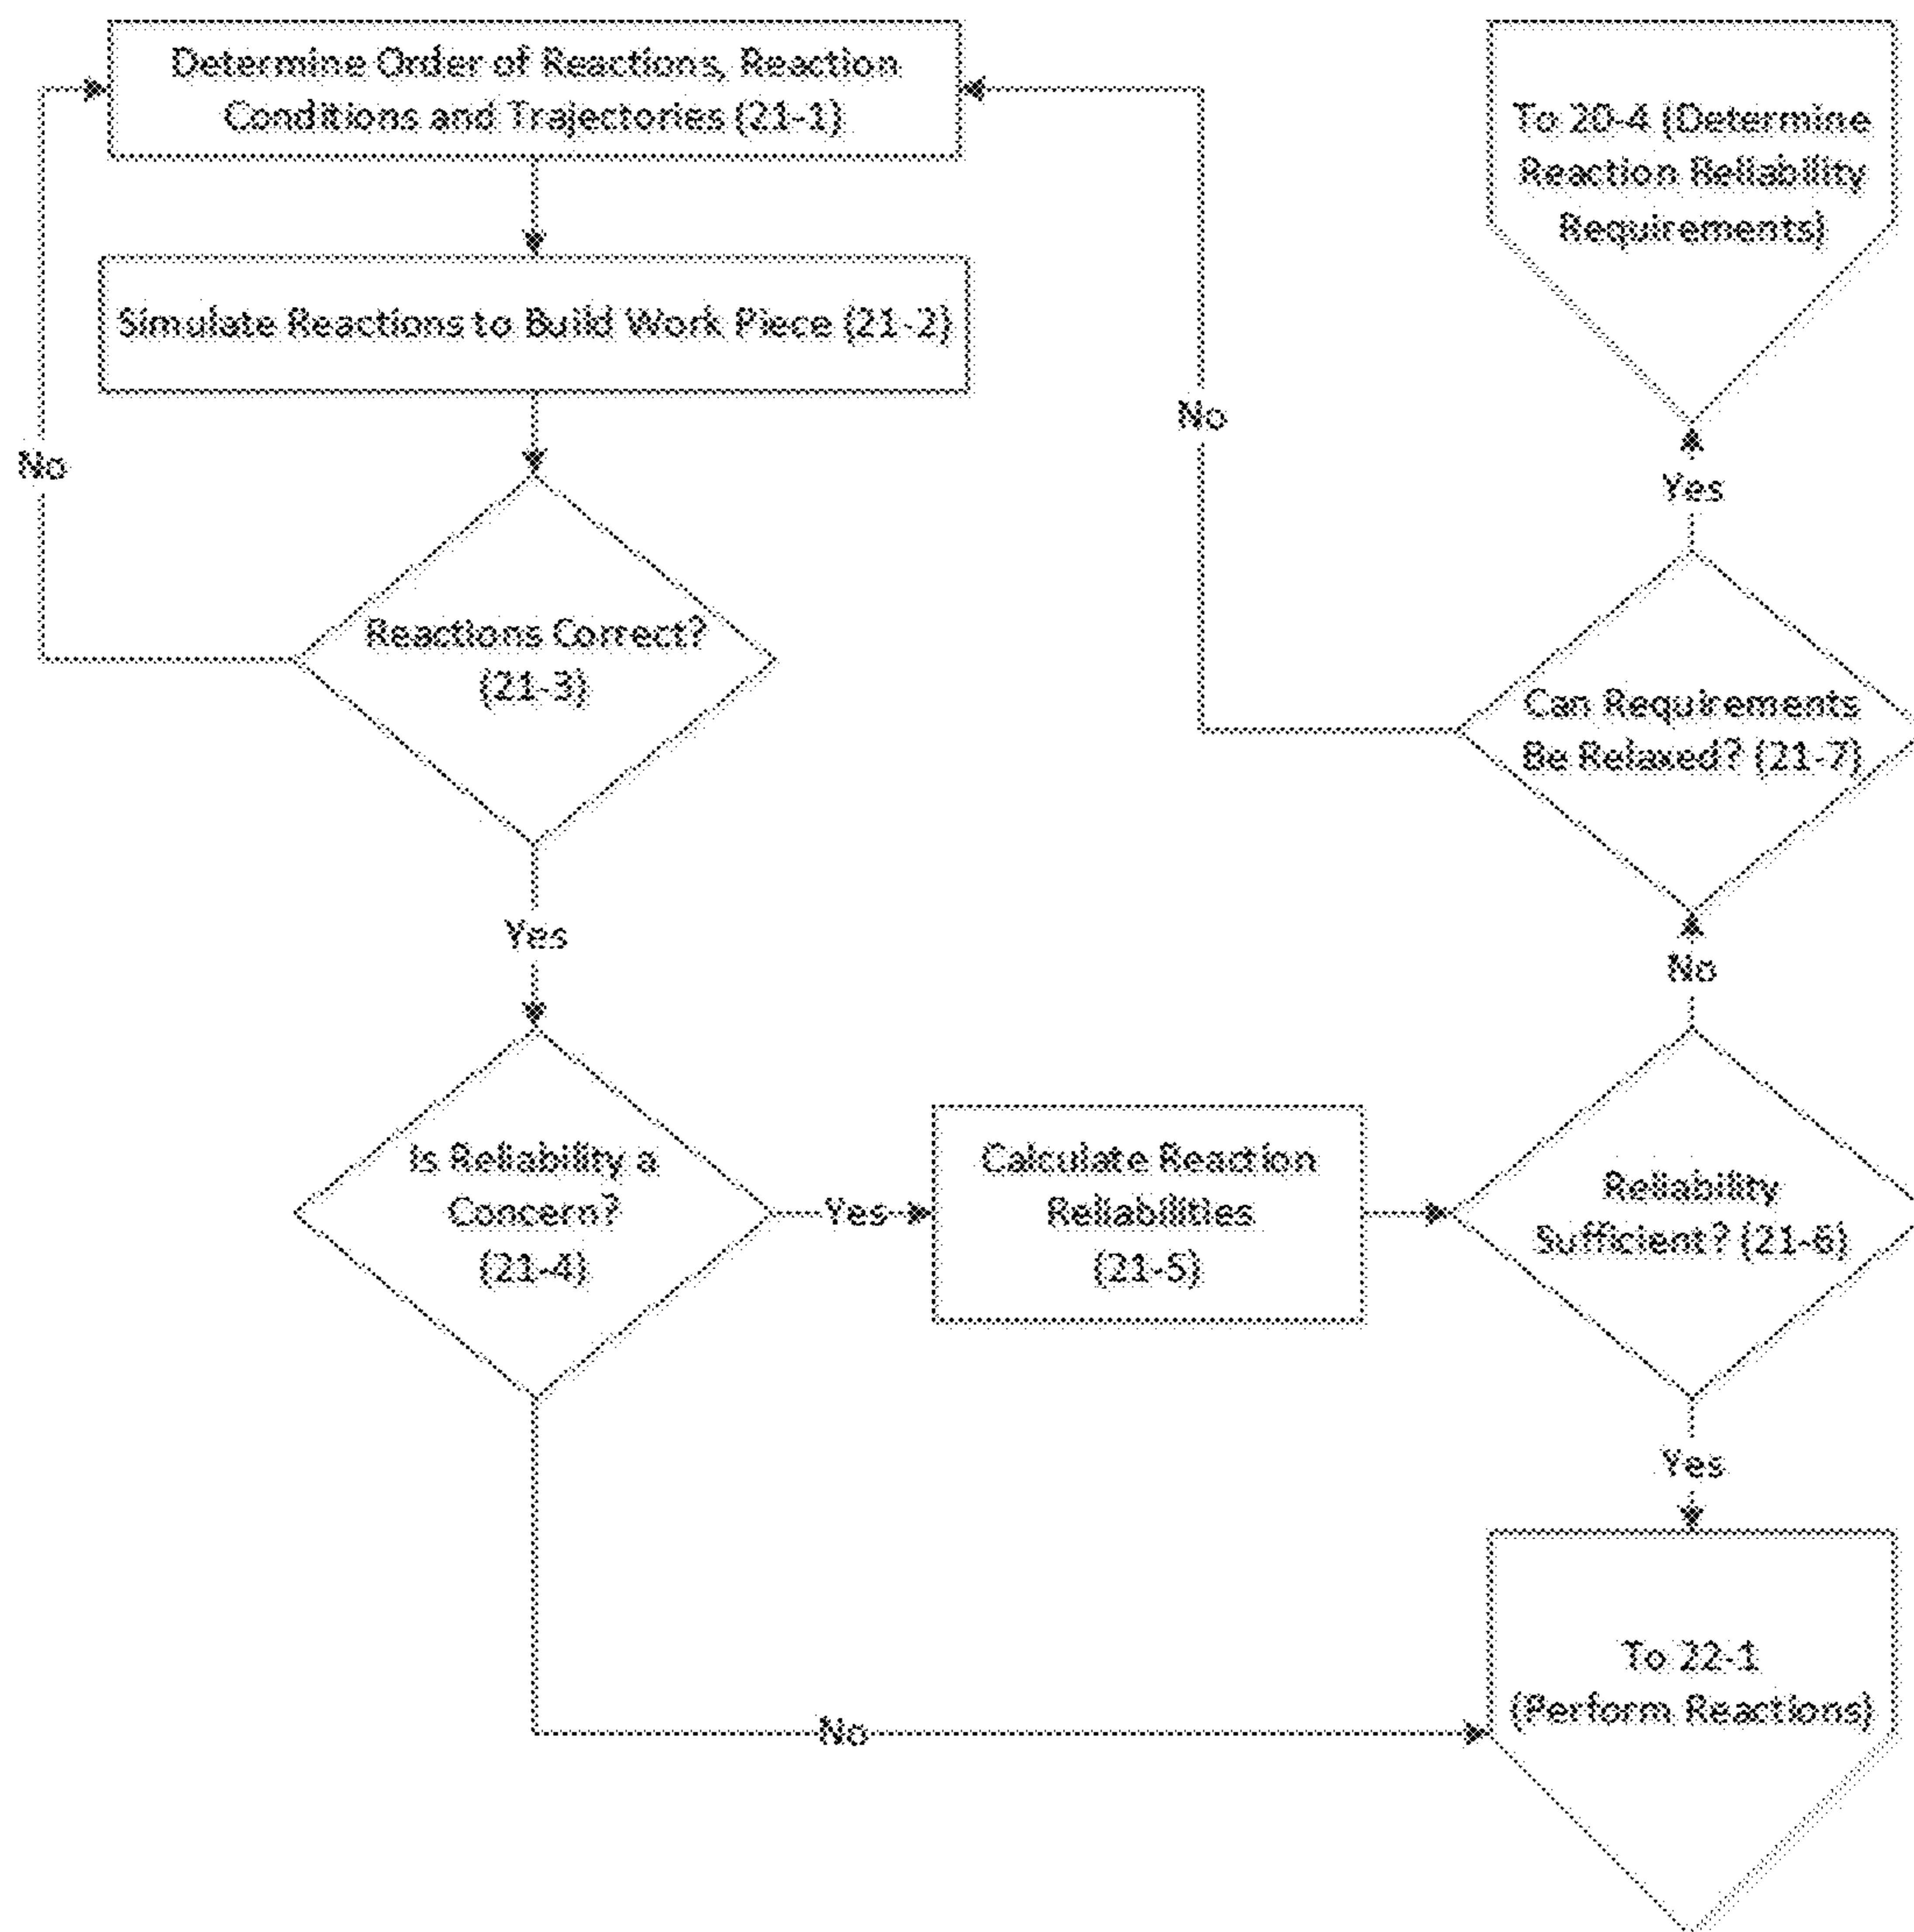 Determine Order of Reactions, Reaction
Conditions and Trajectories (21-1)
Simulate Reactions to Build Work Piece (21-2)
No
Reactions Correct?
(21-3)
Yes
Is Reliability a
Concern?
(21-4)
Yes
Calculate Reaction
Reliabilities
(21-5)
Reliability
Sufficient? (21-6)
No
Can Requirements
Be Relaxed? (21-7)
No
Yes
To 20-4 (Determine
Reaction Reliability
Requirements)
Yes
No
To 22-1
(Perform Reactions)